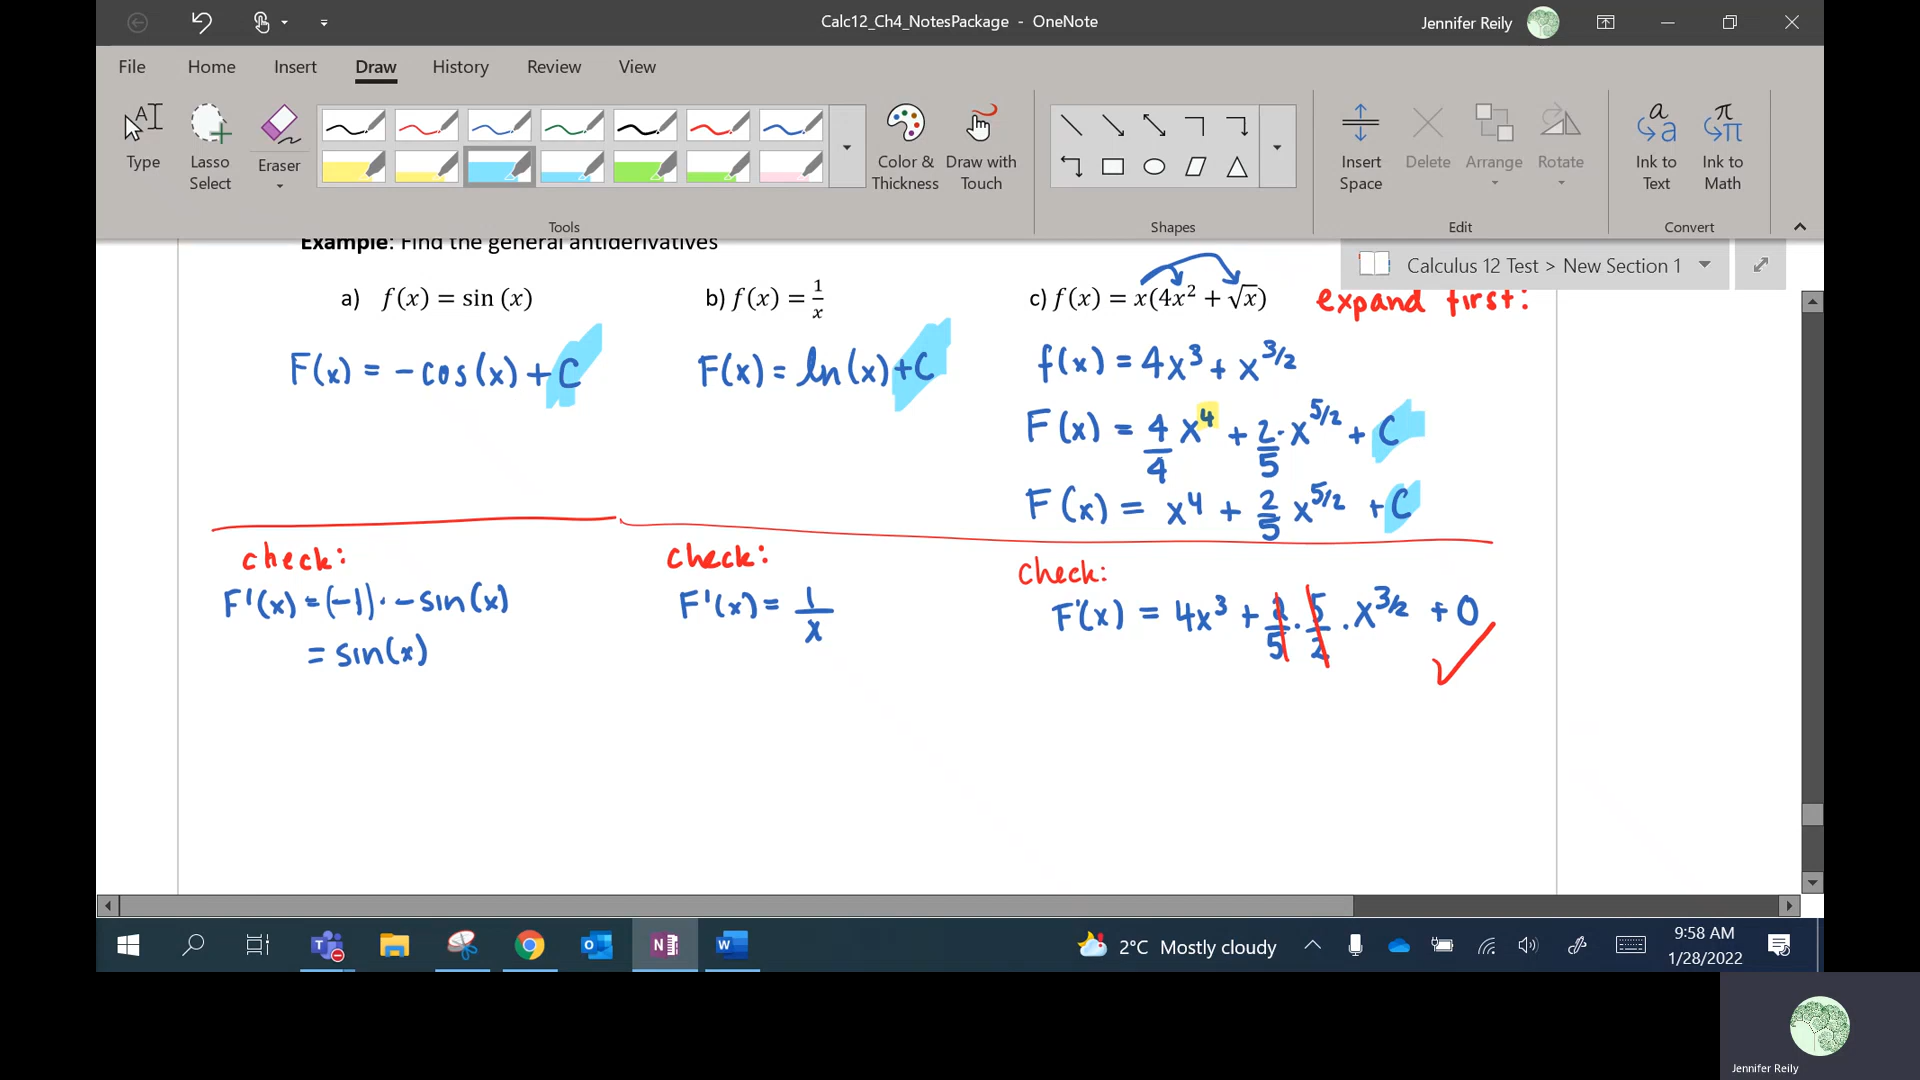 Calc12_Ch4_NotesPackage - OneNote
Jennifer Reily
File Home Insert Draw History Review View
Type
Lasso Select
Eraser
Color & Thickness
Draw with Touch
Insert Space
Delete
Arrange
Rotate
Ink to Text
Ink to Math
Tools
Shapes
Edit
Convert
Calculus 12 Test > New Section 1
Example: Find the general antiderivatives
a) f(x) = sin (x)
b) f(x) = 1/x
c) f(x) = x(4x² + √x)
expand first:
F(x) = -cos(x) + C
F(x) = ln(x) + C
f(x) = 4x³ + x^3/2
F(x) = 4/4 x⁴ + 2/5 · x^5/2 + C
F(x) = x⁴ + 2/5 x^5/2 + C
check:
F'(x) = (-1) · -sin(x)
= sin(x)
check:
F'(x) = 1/x
check:
F'(x) = 4x³ + 2/5 · 5/2 · x^3/2 + 0
2°C Mostly cloudy
9:58 AM
1/28/2022
Jennifer Reily